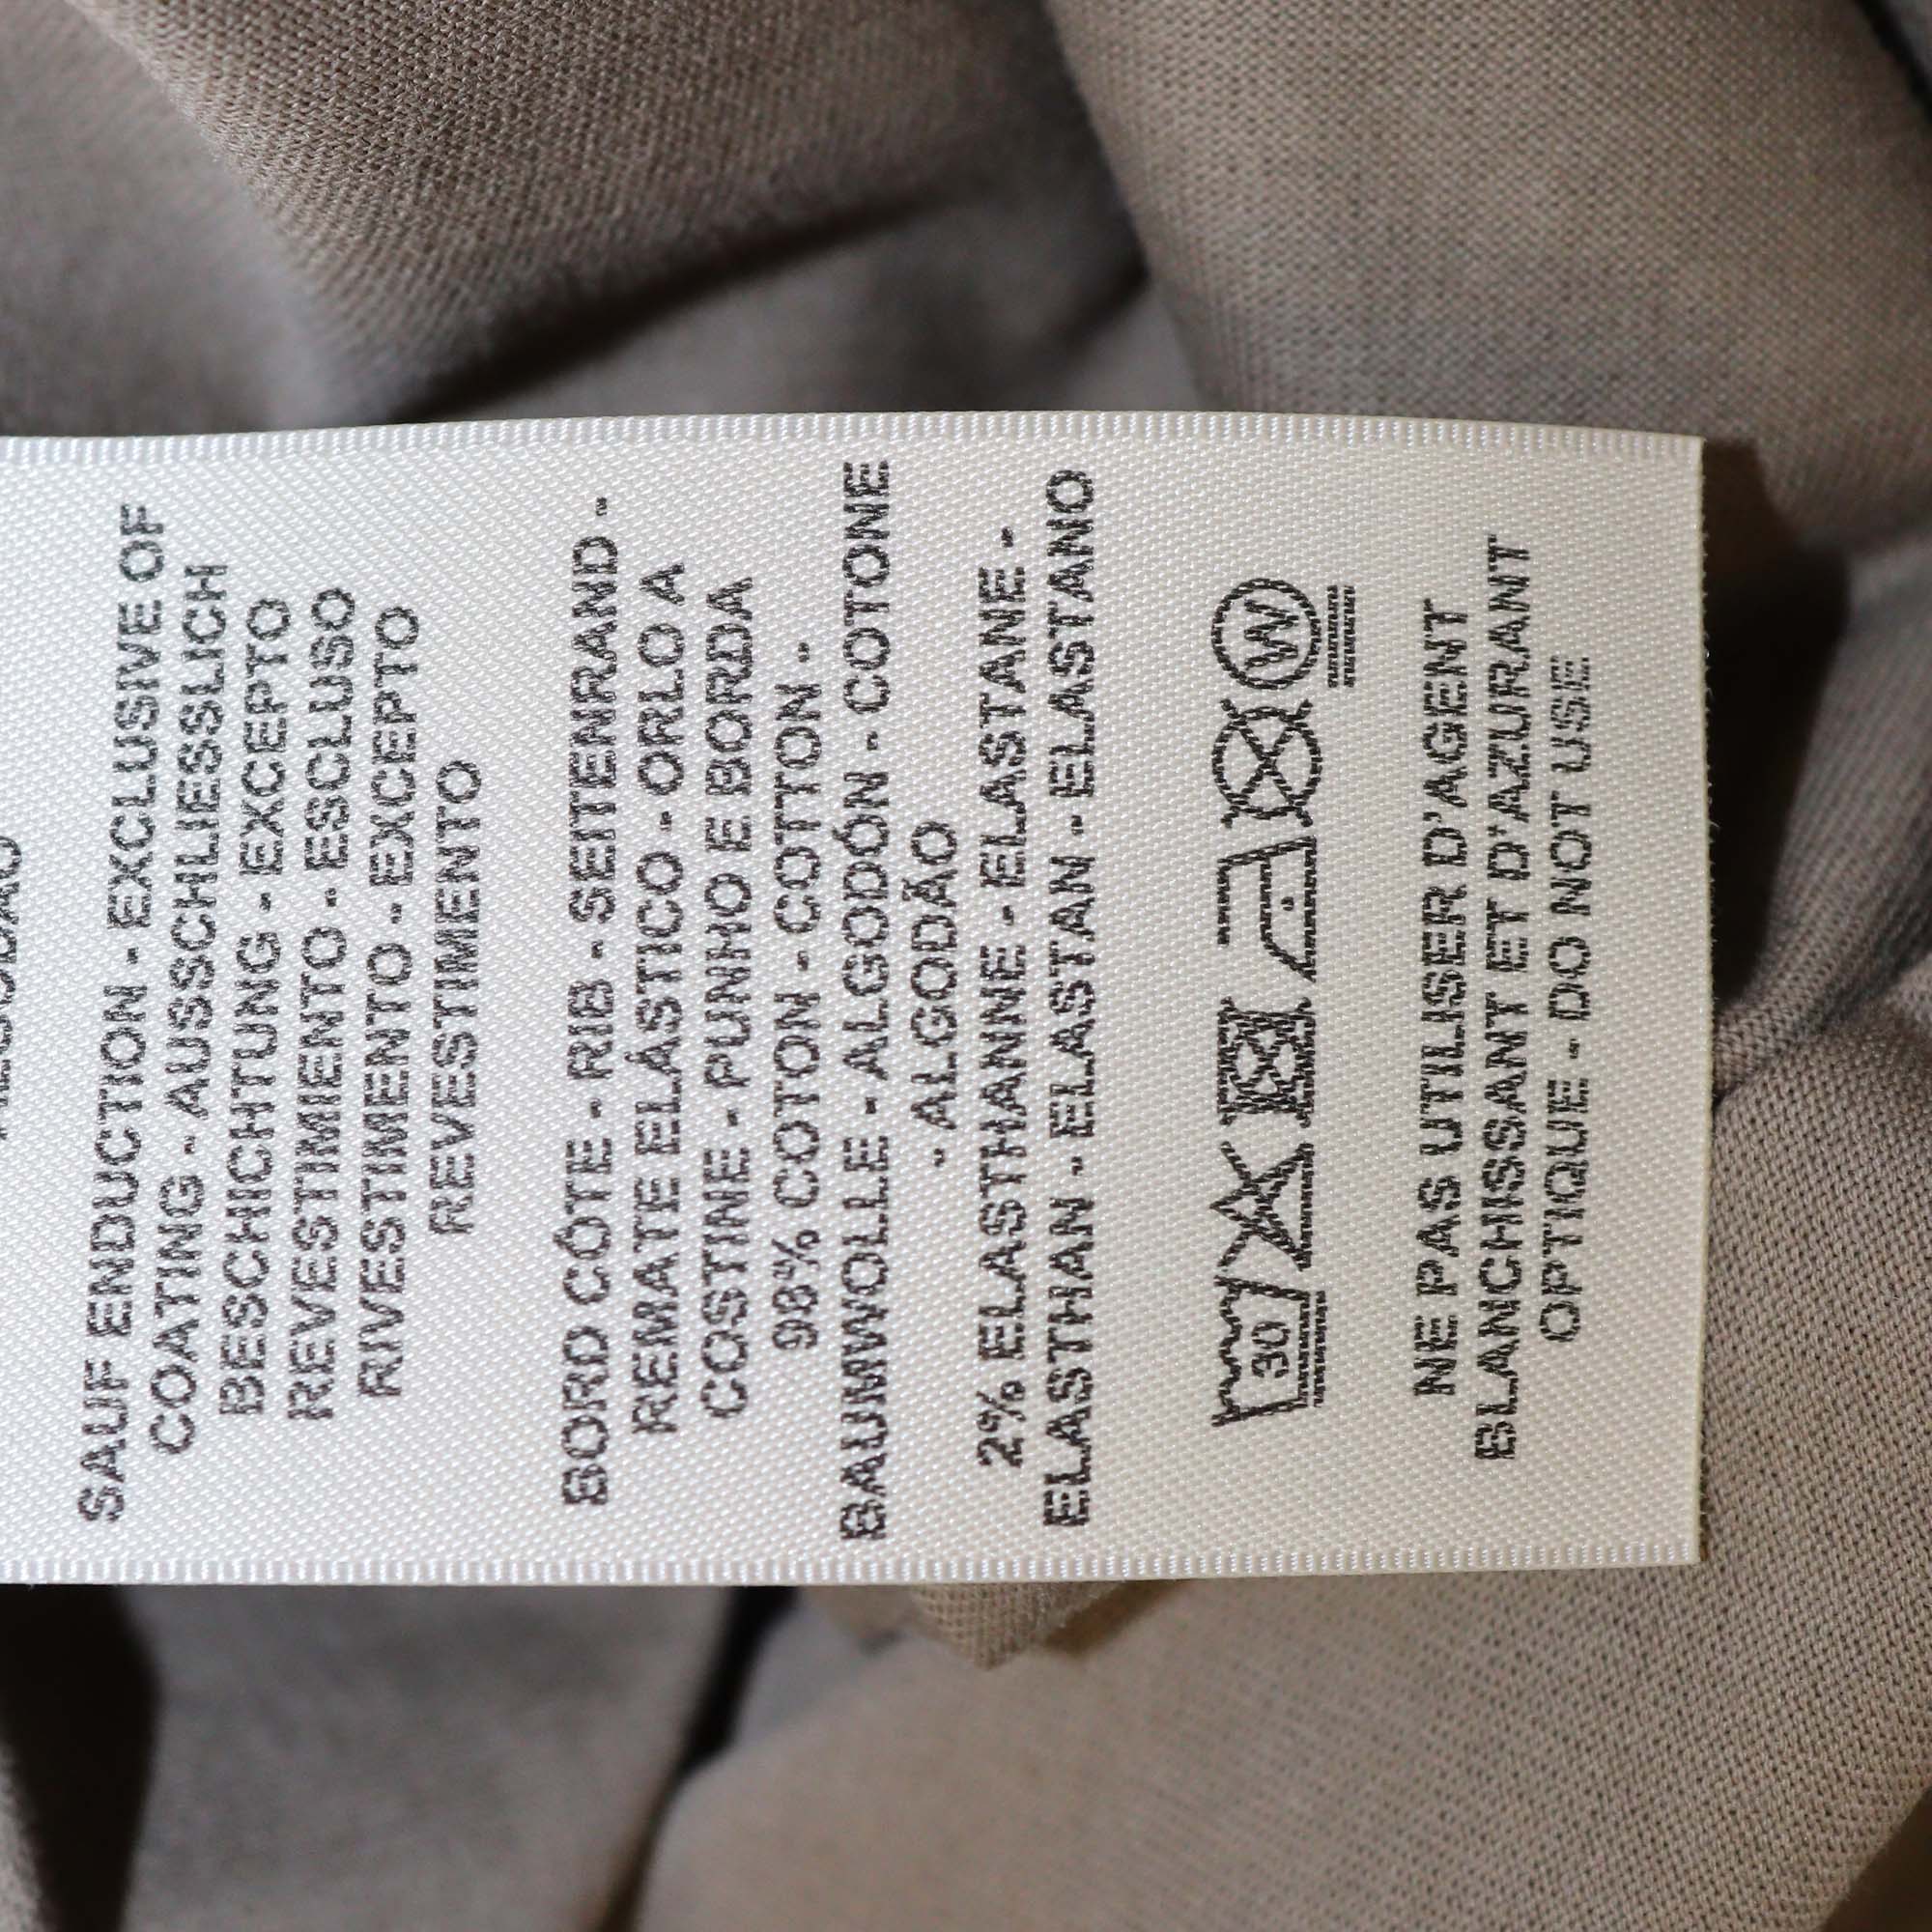 SAUF ENDUCTION - EXCLUSIVE OF
COATING - AUSSCHLIESSLICH
BESCHICHTUNG - EXCEPTO
REVESTIMIENTO - ESCLUSO
RIVESTIMENTO - EXCEPTO
REVESTIMENTO
BORD CÔTE - RIB - SEITENRAND -
REMATE ELÁSTICO - ORLO A
COSTINE - PUNHO E BORDA
98% COTON - COTTON -
BAUMWOLLE - ALGODÓN - COTONE
- ALGODÃO
2% ELASTHANNE - ELASTANE -
ELASTHAN - ELASTAN - ELASTANO
30 W
NE PAS UTILISER D'AGENT
BLANCHISSANT ET D'AZURANT
OPTIQUE - DO NOT USE